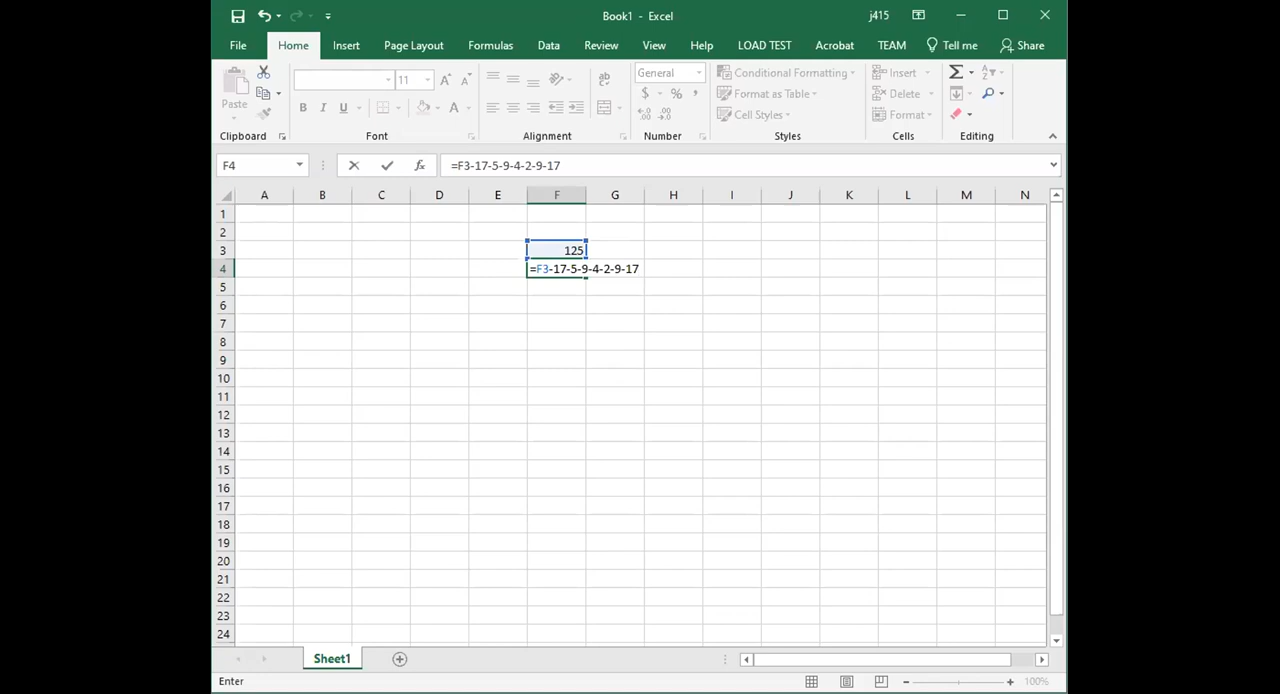 Book1 - Excel
j415
File Home Insert Page Layout Formulas Data Review View Help LOAD TEST Acrobat TEAM Tell me Share
Paste
11
General
Conditional Formatting
Format as Table
Cell Styles
Insert
Delete
Format
Clipboard Font Alignment Number Styles Cells Editing
F4 fx =F3-17-5-9-4-2-9-17
A B C D E F G H I J K L M N
1
2
3 125
4 =F3-17-5-9-4-2-9-17
5
6
7
8
9
10
11
12
13
14
15
16
17
18
19
20
21
22
23
24
Sheet1
Enter 100%